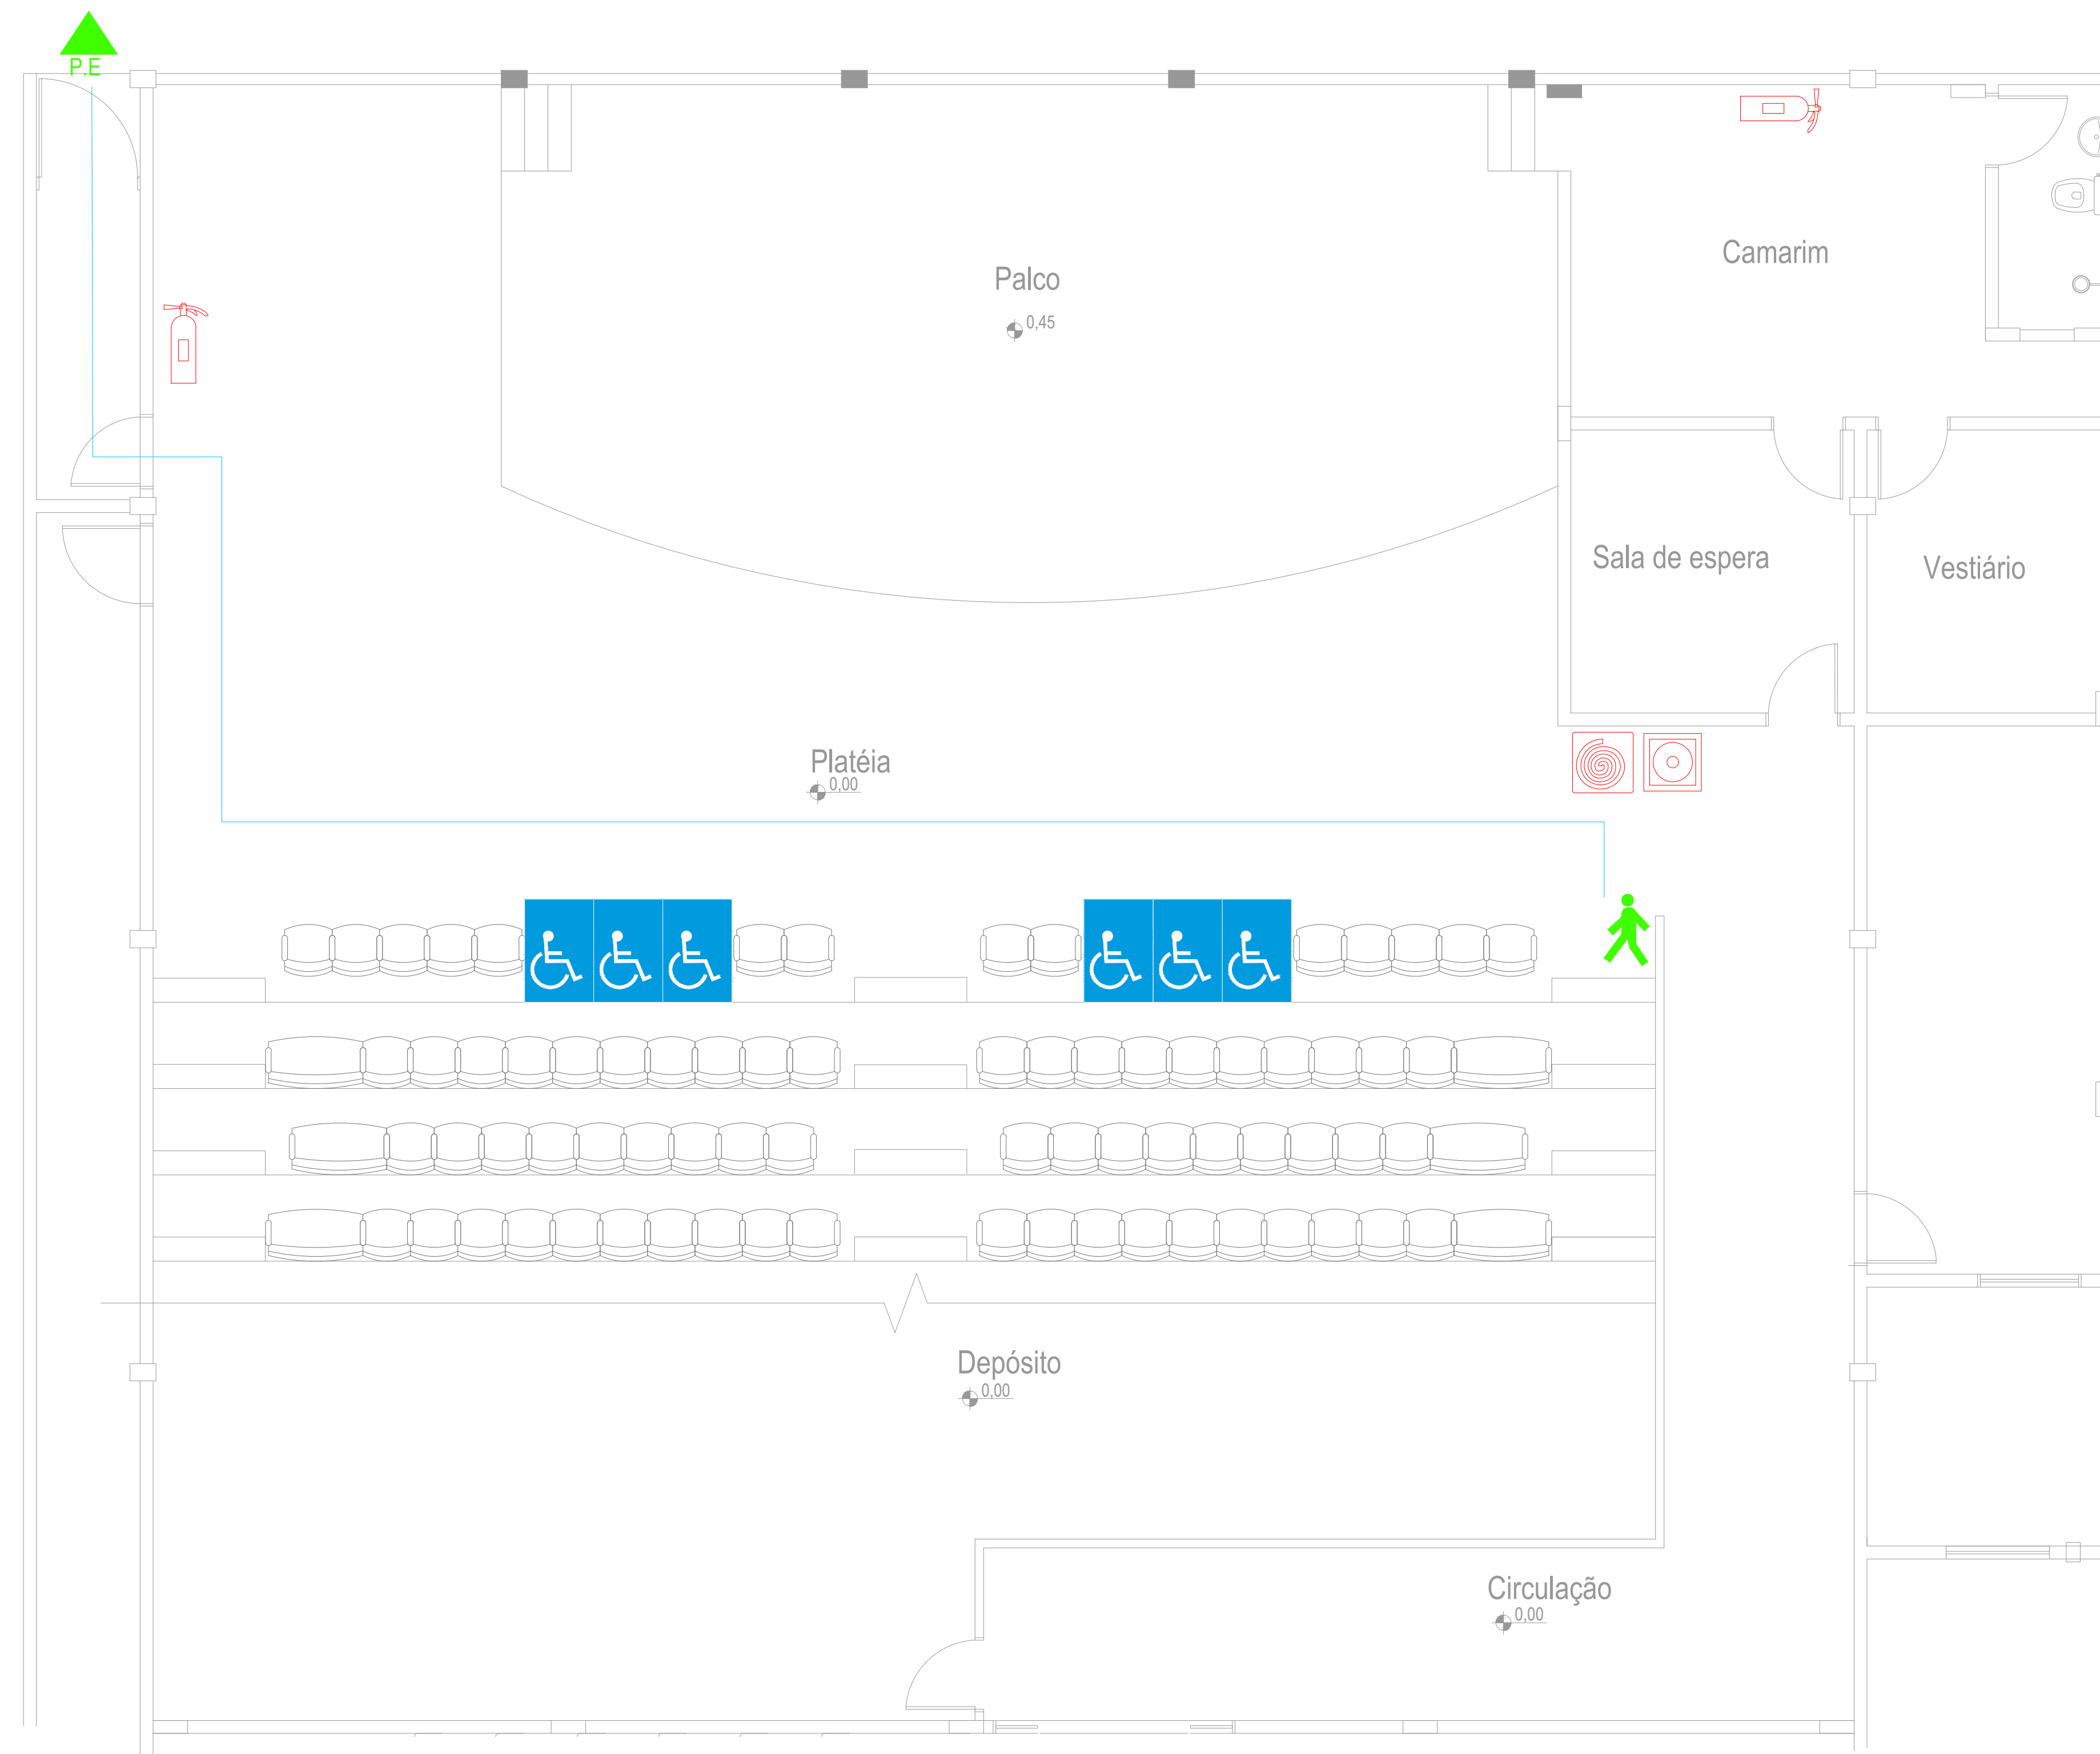 P.E
Camarim
Palco
0,45
Sala de espera
Vestiário
Platéia
0,00
Depósito
0,00
Circulação
0,00